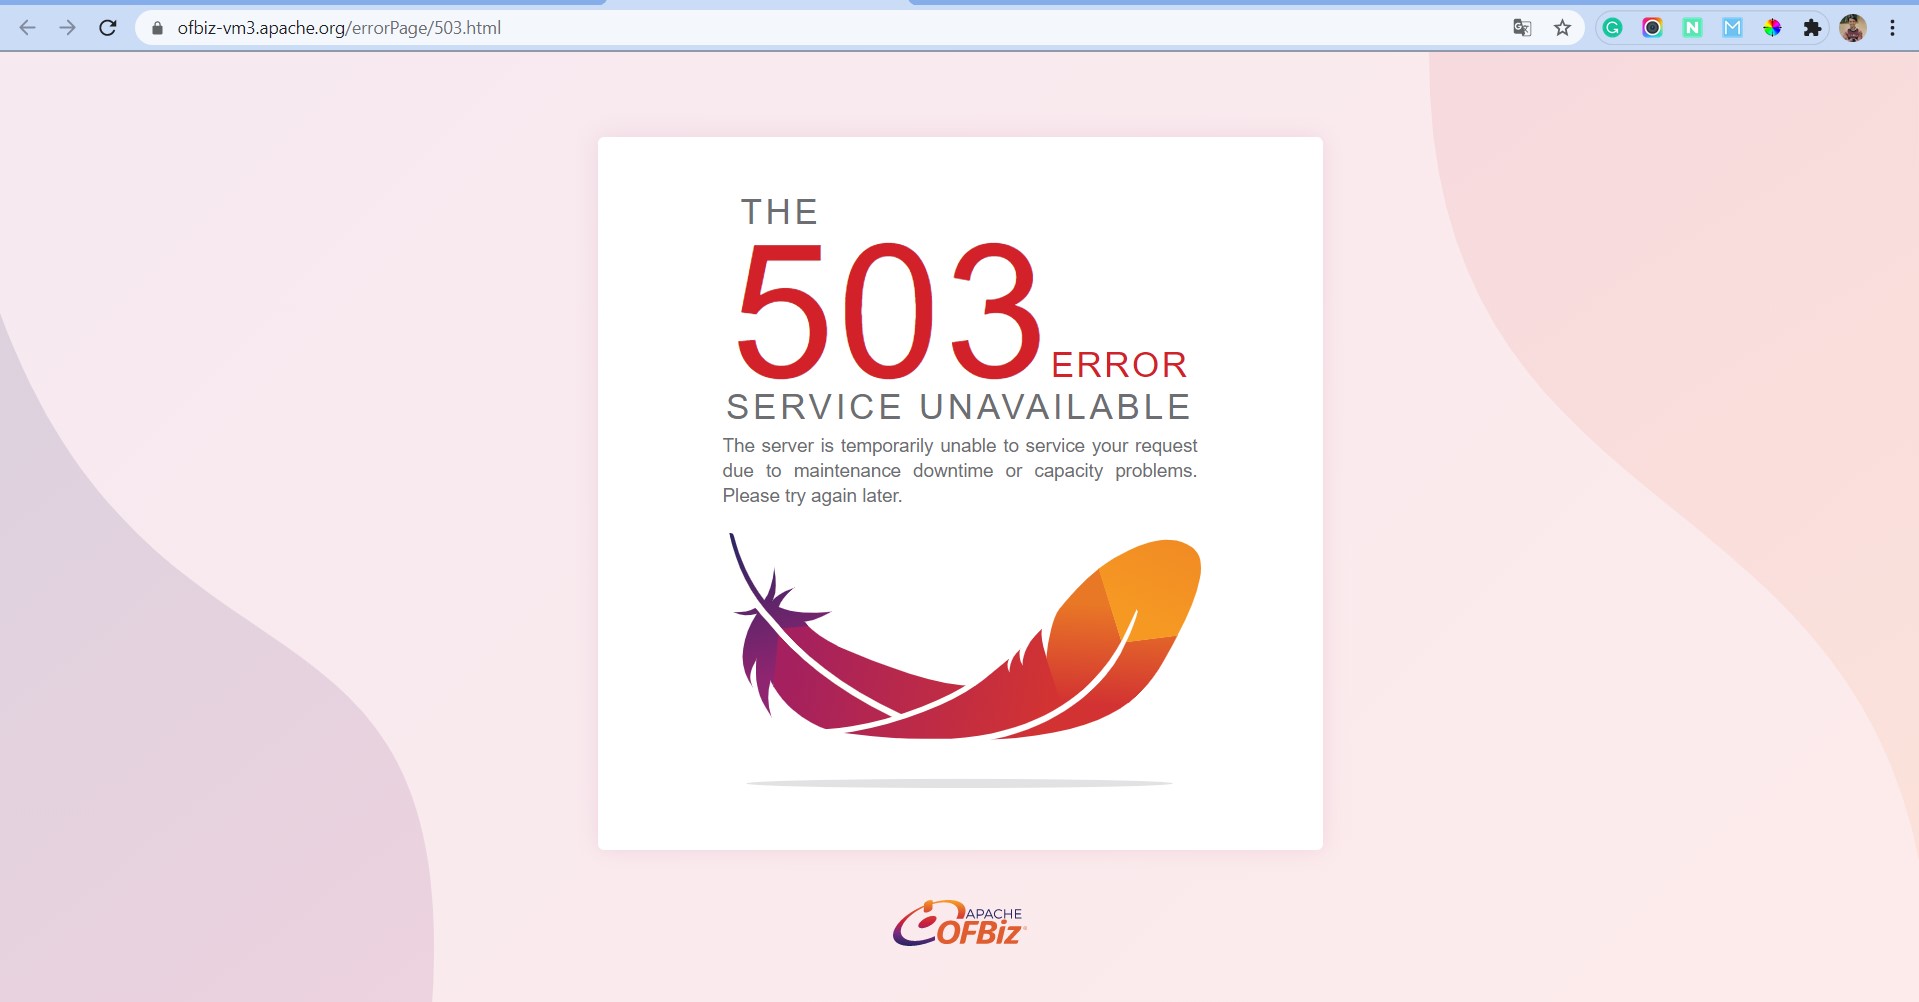 ofbiz-vm3.apache.org/errorPage/503.html
THE
503 ERROR
SERVICE UNAVAILABLE
The server is temporarily unable to service your request
due to maintenance downtime or capacity problems.
Please try again later.
APACHE
OFBiz